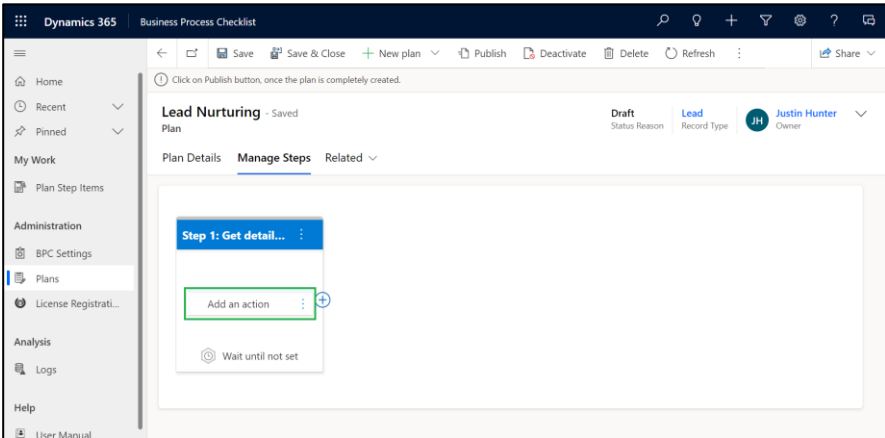 Dynamics 365 Business Process Checklist
Save Save & Close New plan Publish Deactivate Delete Refresh Share
Click on Publish button, once the plan is completely created.
Home
Recent
Pinned
My Work
Plan Step Items
Administration
BPC Settings
Plans
License Registrati...
Analysis
Logs
Help
User Manual
Lead Nurturing - Saved
Plan
Draft
Status Reason
Lead
Record Type
JH
Justin Hunter
Owner
Plan Details Manage Steps Related
Step 1: Get detail...
Add an action
Wait until not set